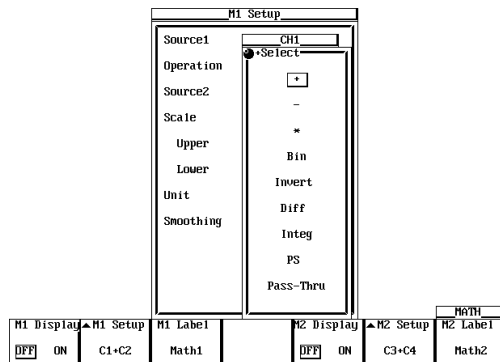 M1 Setup
Source1 CH1
+Select
Operation
+
Source2
-
Scale
*
Upper
Bin
Lower
Invert
Unit
Diff
Smoothing
Integ
PS
Pass-Thru
MATH
M1 Display M1 Setup M1 Label M2 Display M2 Setup M2 Label
OFF ON C1+C2 Math1 OFF ON C3+C4 Math2